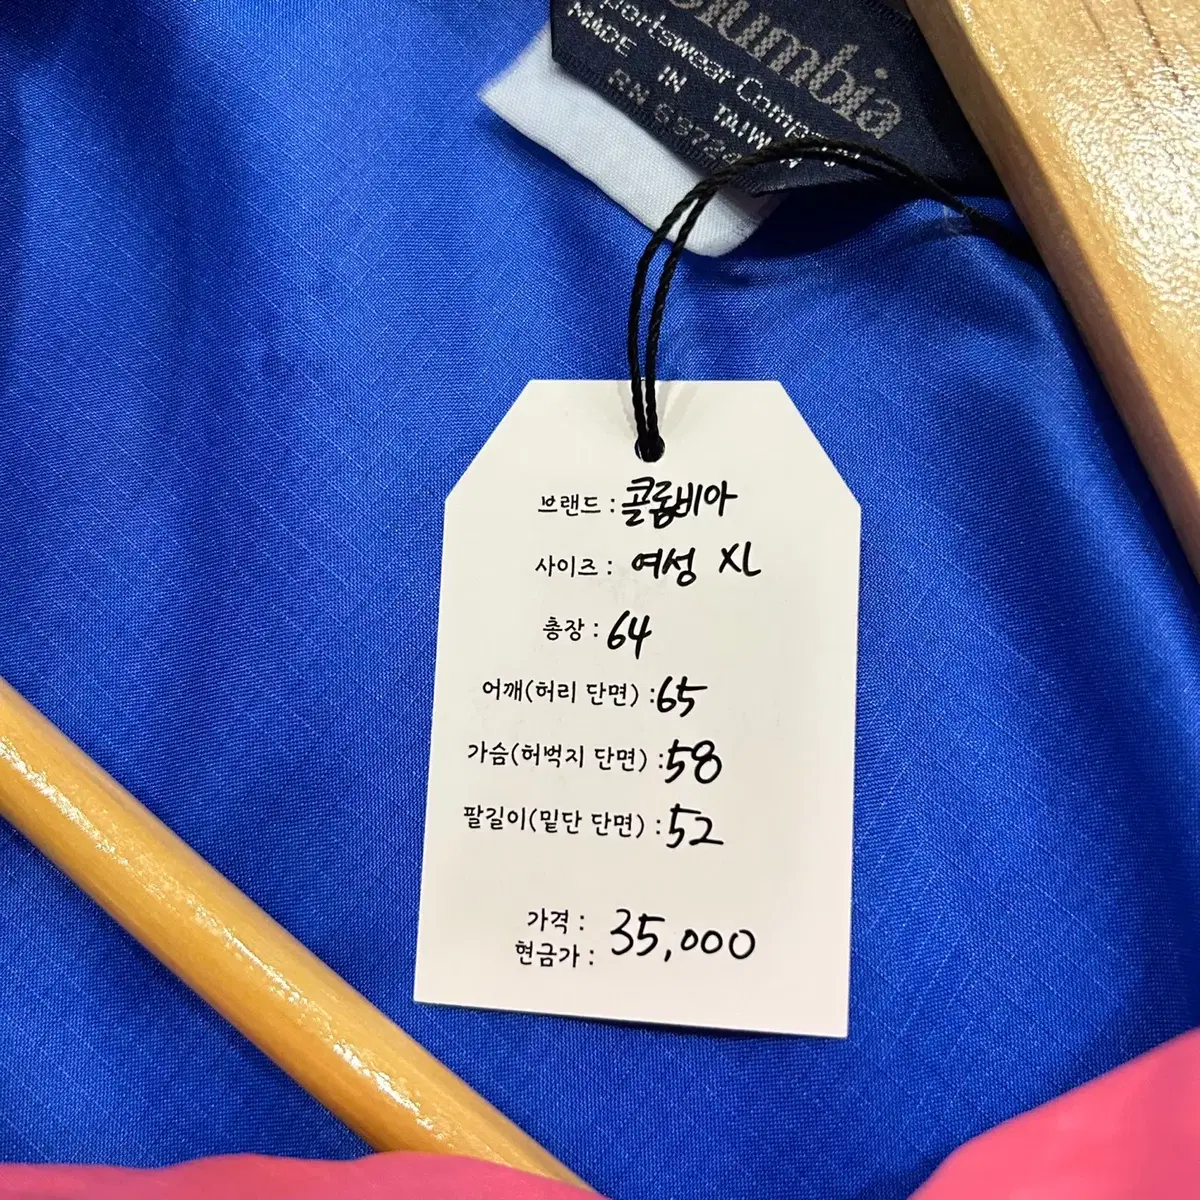 Columbia
Sportswear Company
MADE IN TAIWAN
브랜드 : 콜롬비아
사이즈 : 여성 XL
총장 : 64
어깨(허리 단면) : 65
가슴(허벅지 단면) : 58
팔길이(밑단 단면) : 52
가격 :
현금가 : 35,000